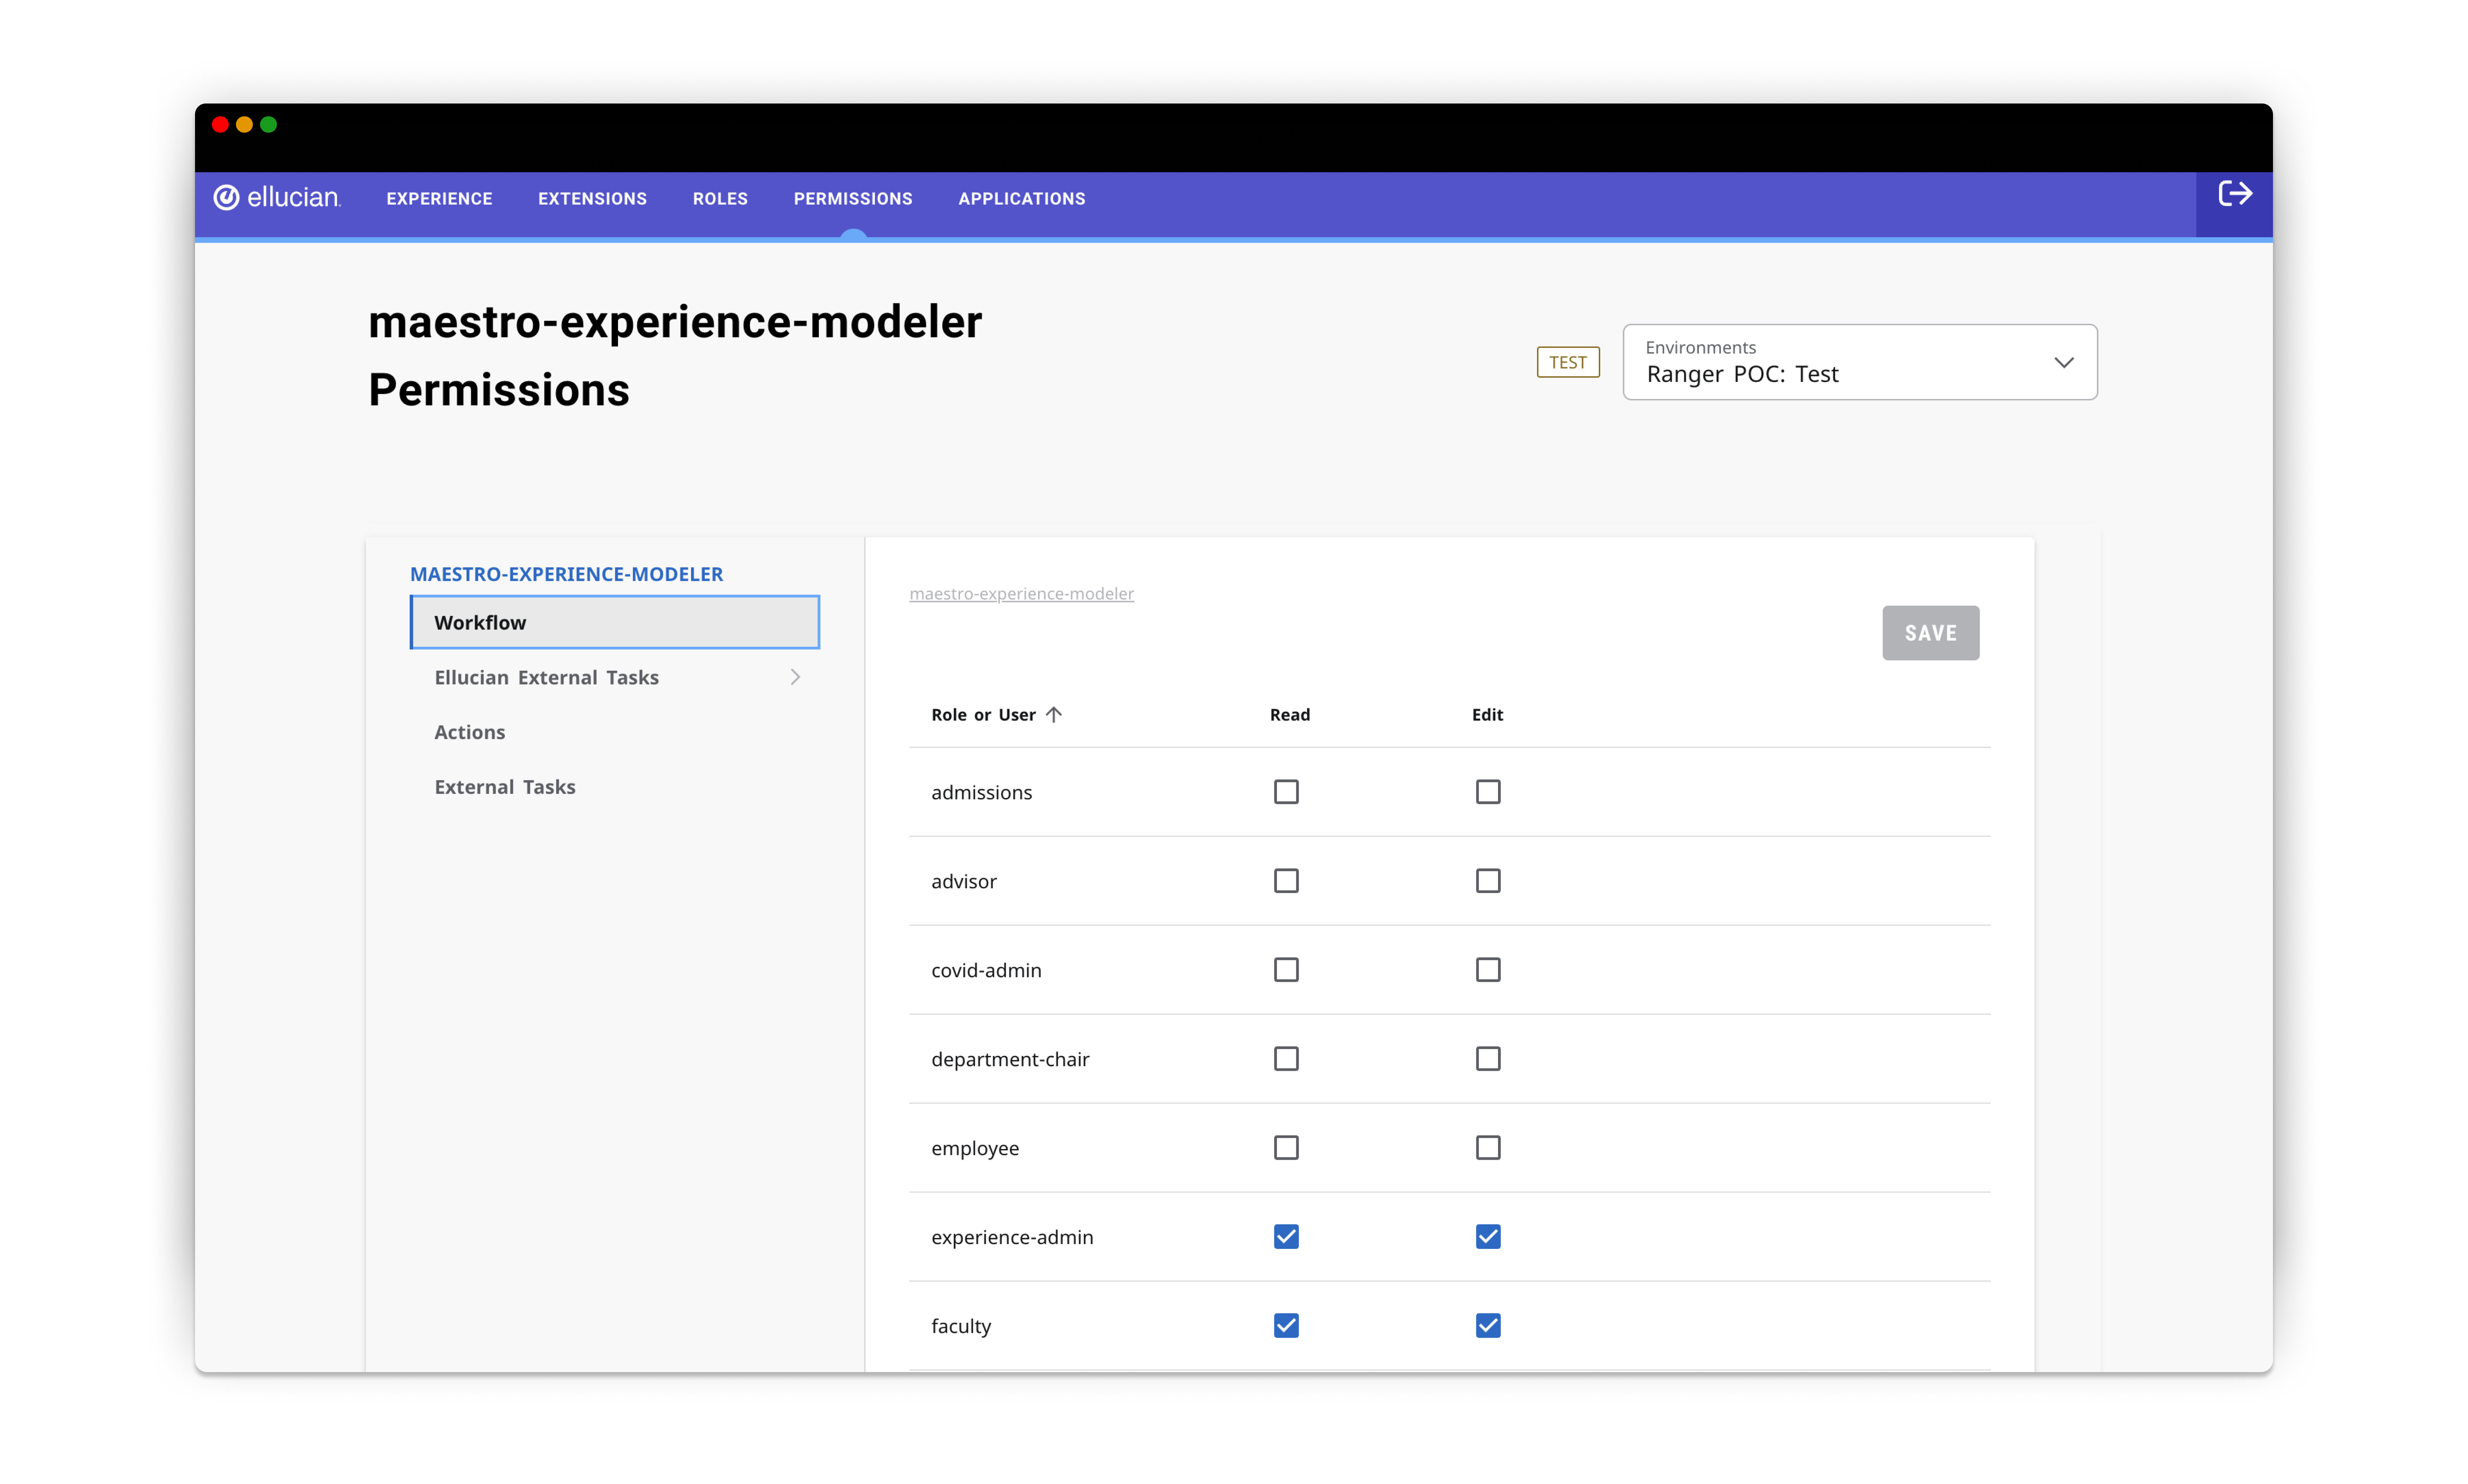 ellucian. EXPERIENCE EXTENSIONS ROLES PERMISSIONS APPLICATIONS
maestro-experience-modeler
Permissions
TEST
Environments
Ranger POC: Test
MAESTRO-EXPERIENCE-MODELER
Workflow
Ellucian External Tasks
Actions
External Tasks
maestro-experience-modeler
SAVE
Role or User Read Edit
admissions
advisor
covid-admin
department-chair
employee
experience-admin
faculty